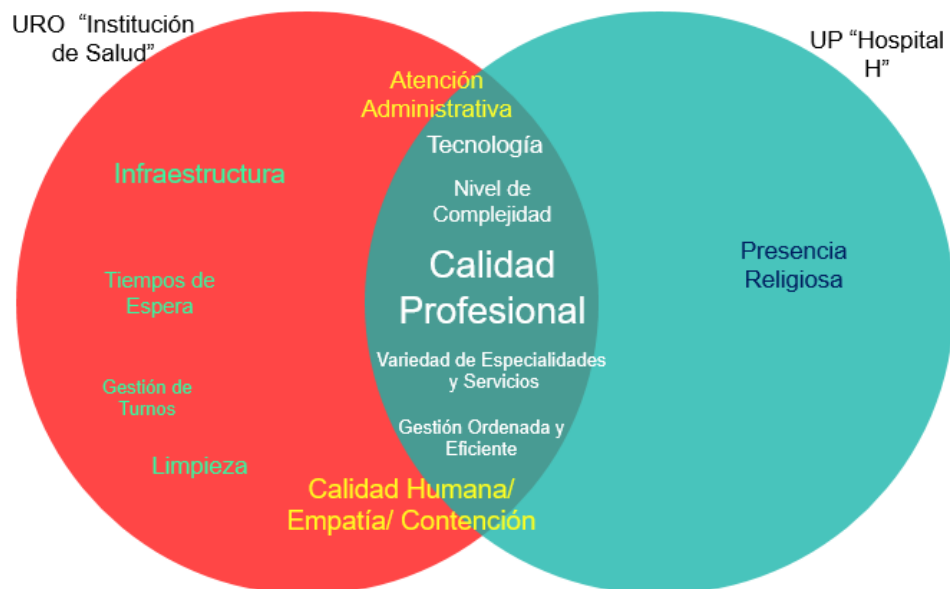 URO “Institución
de Salud”
UP “Hospital
H”
Atención
Administrativa
Tecnología
Infraestructura
Nivel de
Complejidad
Calidad
Profesional
Presencia
Religiosa
Tiempos de
Espera
Variedad de Especialidades
y Servicios
Gestión de
Turnos
Gestión Ordenada y
Eficiente
Limpieza
Calidad Humana/
Empatía/ Contención